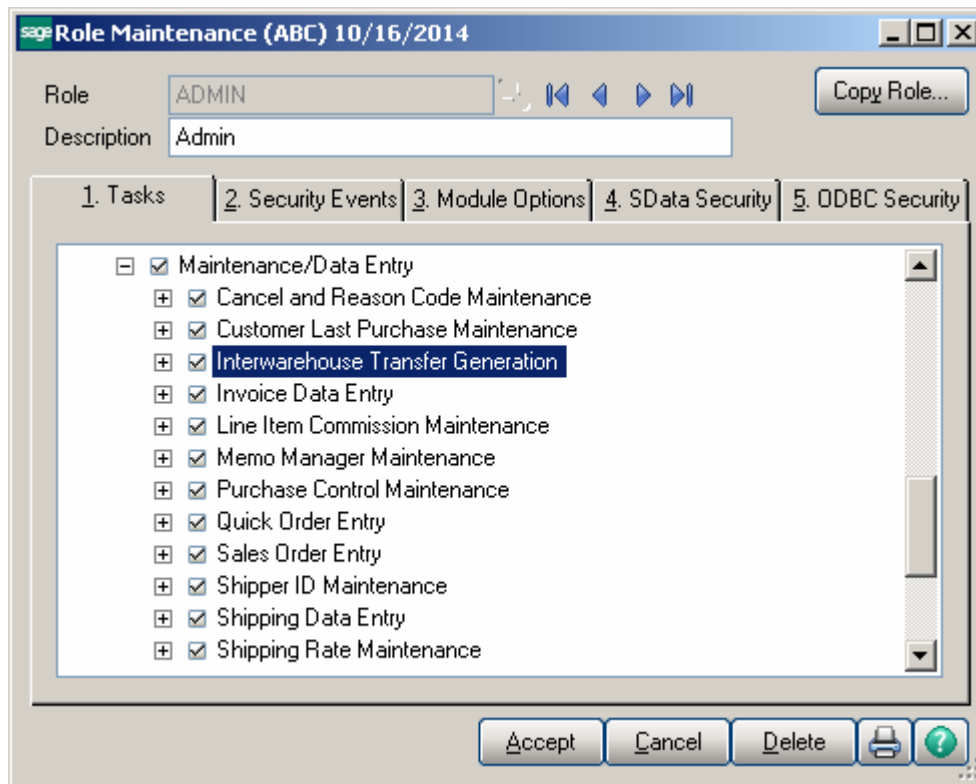 sage Role Maintenance (ABC) 10/16/2014
Role ADMIN Copy Role...
Description Admin
1. Tasks 2. Security Events 3. Module Options 4. SData Security 5. ODBC Security
Maintenance/Data Entry
Cancel and Reason Code Maintenance
Customer Last Purchase Maintenance
Interwarehouse Transfer Generation
Invoice Data Entry
Line Item Commission Maintenance
Memo Manager Maintenance
Purchase Control Maintenance
Quick Order Entry
Sales Order Entry
Shipper ID Maintenance
Shipping Data Entry
Shipping Rate Maintenance
Accept Cancel Delete ?